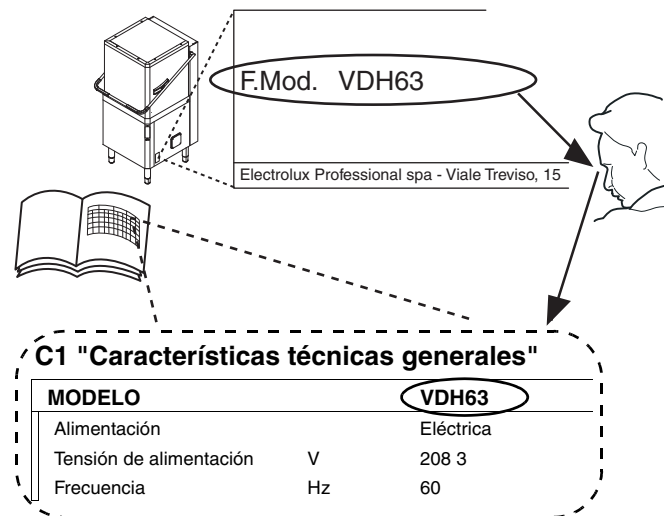 F.Mod. VDH63
Electrolux Professional spa - Viale Treviso, 15
C1 "Características técnicas generales"
MODELO VDH63
Alimentación Eléctrica
Tensión de alimentación V 208 3
Frecuencia Hz 60